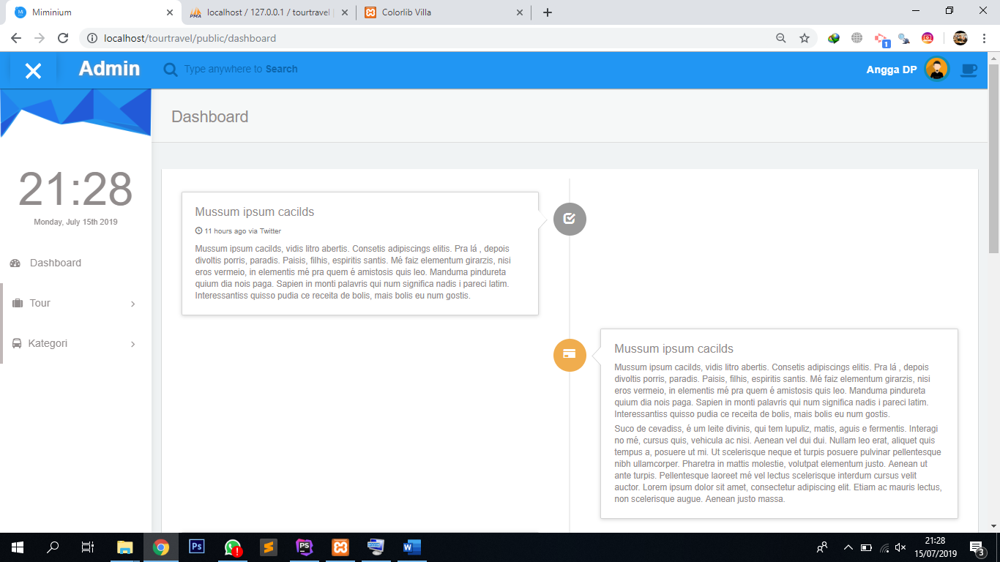 Miminium
localhost / 127.0.0.1 / tourtravel
Colorlib Villa
localhost/tourtravel/public/dashboard
1
Admin
Type anywhere to Search
Angga DP
Dashboard
21:28
Monday, July 15th 2019
Dashboard
Tour
Kategori
Mussum ipsum cacilds
11 hours ago via Twitter
Mussum ipsum cacilds, vidis litro abertis. Consetis adipiscings elitis. Pra lá , depois
divoltis porris, paradis. Paisis, filhis, espiritis santis. Mé faiz elementum girarzis, nisi
eros vermeio, in elementis mé pra quem é amistosis quis leo. Manduma pindureta
quium dia nois paga. Sapien in monti palavris qui num significa nadis i pareci latim.
Interessantiss quisso pudia ce receita de bolis, mais bolis eu num gostis.
Mussum ipsum cacilds
Mussum ipsum cacilds, vidis litro abertis. Consetis adipiscings elitis. Pra lá , depois
divoltis porris, paradis. Paisis, filhis, espiritis santis. Mé faiz elementum girarzis, nisi
eros vermeio, in elementis mé pra quem é amistosis quis leo. Manduma pindureta
quium dia nois paga. Sapien in monti palavris qui num significa nadis i pareci latim.
Interessantiss quisso pudia ce receita de bolis, mais bolis eu num gostis.
Suco de cevadiss, é um leite divinis, qui tem lupuliz, matis, aguis e fermentis. Interagi
no mé, cursus quis, vehicula ac nisi. Aenean vel dui dui. Nullam leo erat, aliquet quis
tempus a, posuere ut mi. Ut scelerisque neque et turpis posuere pulvinar pellentesque
nibh ullamcorper. Pharetra in mattis molestie, volutpat elementum justo. Aenean ut
ante turpis. Pellentesque laoreet mé vel lectus scelerisque interdum cursus velit
auctor. Lorem ipsum dolor sit amet, consectetur adipiscing elit. Etiam ac mauris lectus,
non scelerisque augue. Aenean justo massa.
21:28
15/07/2019
3